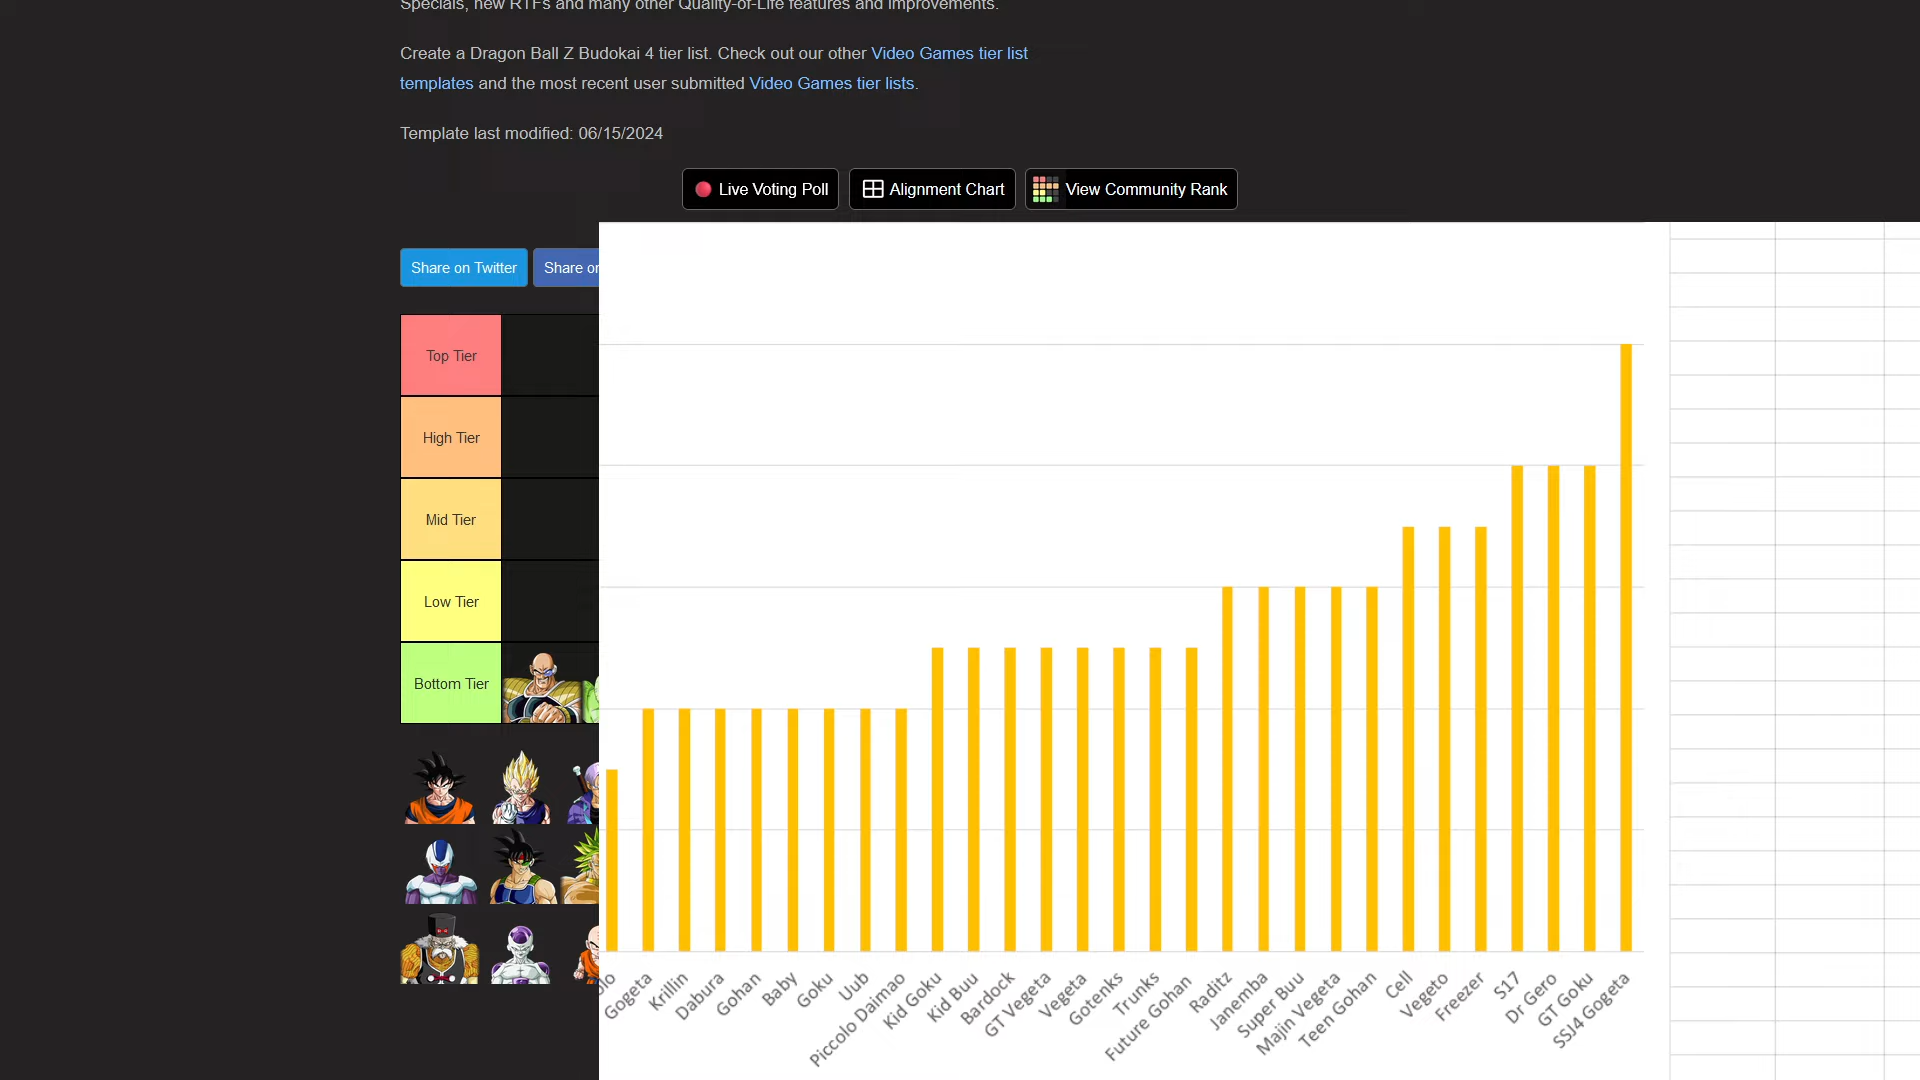 Specials, new RTFs and many other Quality-of-Life features and improvements.
Create a Dragon Ball Z Budokai 4 tier list. Check out our other Video Games tier list
templates and the most recent user submitted Video Games tier lists.
Template last modified: 06/15/2024
Live Voting Poll
Alignment Chart
View Community Rank
Share on Twitter
Share on
Top Tier
High Tier
Mid Tier
Low Tier
Bottom Tier
Gogeta
Krillin
Dabura
Gohan
Baby
Goku
Uub
Piccolo Daimao
Kid Goku
Kid Buu
Bardock
GT Vegeta
Vegeta
Gotenks
Trunks
Future Gohan
Raditz
Janemba
Super Buu
Majin Vegeta
Teen Gohan
Cell
Vegeto
Freezer
S17
Dr Gero
GT Goku
SSJ4 Gogeta